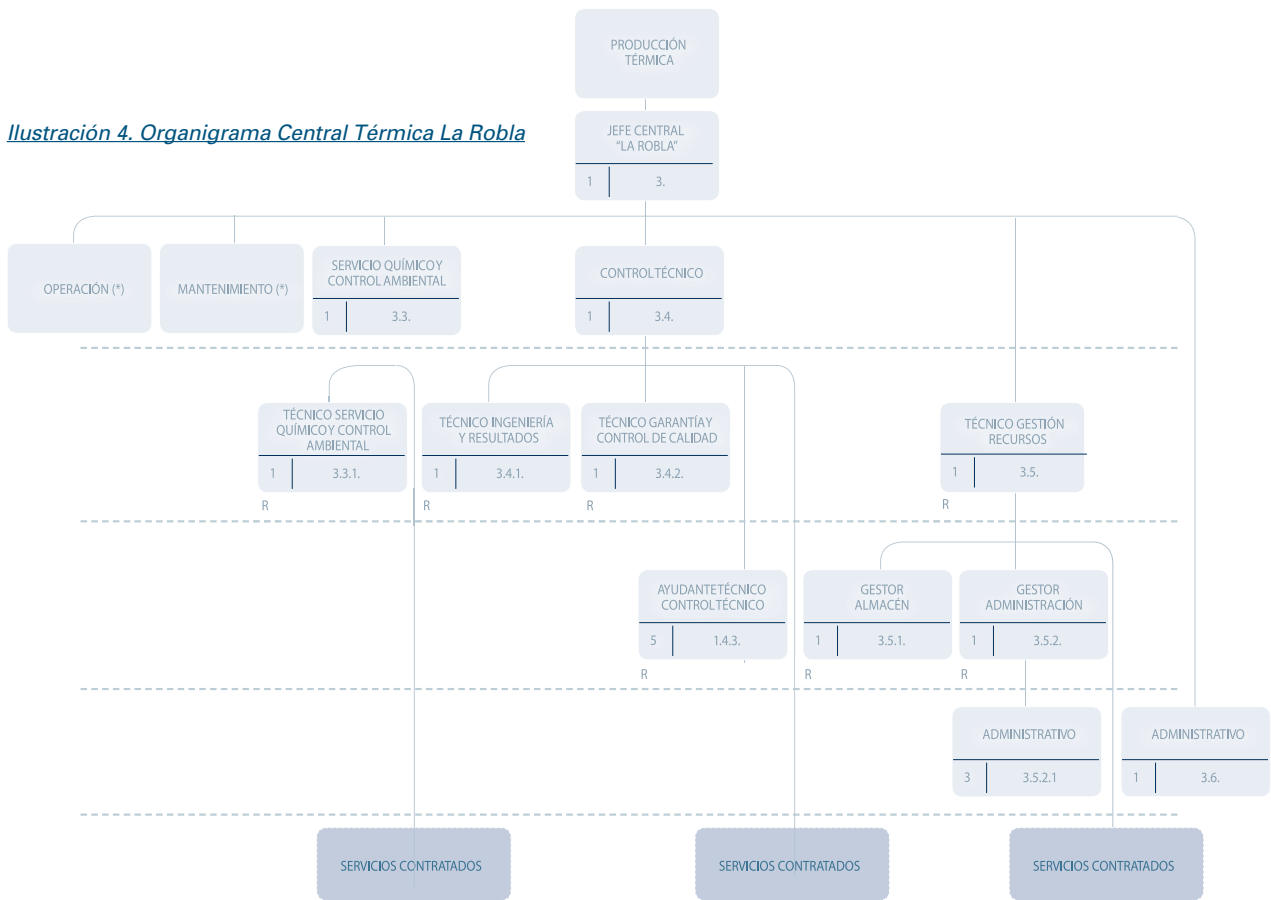 PRODUCCIÓN
TÉRMICA
Ilustración 4. Organigrama Central Térmica La Robla
JEFE CENTRAL
"LA ROBLA"
1 3.
OPERACIÓN (*)
MANTENIMIENTO (*)
SERVICIO QUÍMICO Y
CONTROL AMBIENTAL
1 3.3.
CONTROL TÉCNICO
1 3.4.
TÉCNICO SERVICIO
QUÍMICO Y CONTROL
AMBIENTAL
1 3.3.1.
R
TÉCNICO INGENIERÍA
Y RESULTADOS
1 3.4.1.
R
TÉCNICO GARANTÍA Y
CONTROL DE CALIDAD
1 3.4.2.
R
TÉCNICO GESTIÓN
RECURSOS
1 3.5.
R
AYUDANTE TÉCNICO
CONTROL TÉCNICO
5 1.4.3.
R
GESTOR
ALMACÉN
1 3.5.1.
R
GESTOR
ADMINISTRACIÓN
1 3.5.2.
R
ADMINISTRATIVO
3 3.5.2.1
ADMINISTRATIVO
1 3.6.
SERVICIOS CONTRATADOS
SERVICIOS CONTRATADOS
SERVICIOS CONTRATADOS